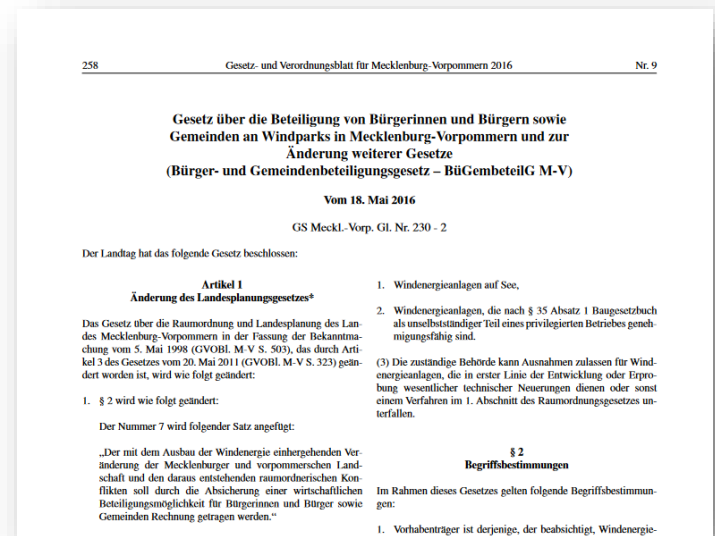 258 Gesetz- und Verordnungsblatt für Mecklenburg-Vorpommern 2016 Nr. 9
Gesetz über die Beteiligung von Bürgerinnen und Bürgern sowie
Gemeinden an Windparks in Mecklenburg-Vorpommern und zur
Änderung weiterer Gesetze
(Bürger- und Gemeindenbeteiligungsgesetz – BüGembeteilG M-V)
Vom 18. Mai 2016
GS Meckl.-Vorp. Gl. Nr. 230 - 2
Der Landtag hat das folgende Gesetz beschlossen:
Artikel 1
Änderung des Landesplanungsgesetzes*
Das Gesetz über die Raumordnung und Landesplanung des Lan-
des Mecklenburg-Vorpommern in der Fassung der Bekanntma-
chung vom 5. Mai 1998 (GVOBl. M-V S. 503), das durch Arti-
kel 3 des Gesetzes vom 20. Mai 2011 (GVOBl. M-V S. 323) geän-
dert worden ist, wird wie folgt geändert:
1. § 2 wird wie folgt geändert:
Der Nummer 7 wird folgender Satz angefügt:
„Der mit dem Ausbau der Windenergie einhergehenden Ver-
änderung der Mecklenburger und vorpommerschen Land-
schaft und den daraus entstehenden raumordnerischen Kon-
flikten soll durch die Absicherung einer wirtschaftlichen
Beteiligungsmöglichkeit für Bürgerinnen und Bürger sowie
Gemeinden Rechnung getragen werden.“
1. Windenergieanlagen auf See,
2. Windenergieanlagen, die nach § 35 Absatz 1 Baugesetzbuch
als unselbstständiger Teil eines privilegierten Betriebes geneh-
migungsfähig sind.
(3) Die zuständige Behörde kann Ausnahmen zulassen für Wind-
energieanlagen, die in erster Linie der Entwicklung oder Erpro-
bung wesentlicher technischer Neuerungen dienen oder sonst
einem Verfahren im 1. Abschnitt des Raumordnungsgesetzes un-
terfallen.
§ 2
Begriffsbestimmungen
Im Rahmen dieses Gesetzes gelten folgende Begriffsbestimmun-
gen:
1. Vorhabenträger ist derjenige, der beabsichtigt, Windenergie-